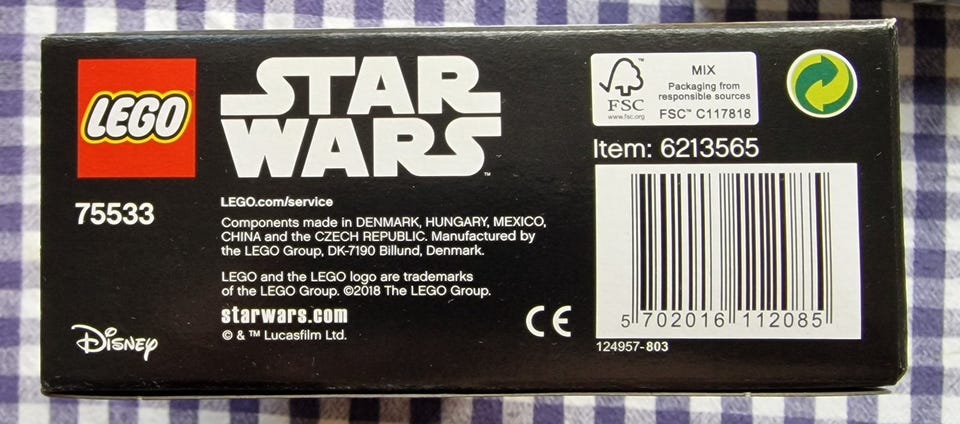 LEGO
STAR
WARS™
75533
LEGO.com/service
Components made in DENMARK, HUNGARY, MEXICO,
CHINA and the CZECH REPUBLIC. Manufactured by
the LEGO Group, DK-7190 Billund, Denmark.
LEGO and the LEGO logo are trademarks
of the LEGO Group. ©2018 The LEGO Group.
starwars.com
© & ™ Lucasfilm Ltd.
Disney
CE
FSC
www.fsc.org
MIX
Packaging from
responsible sources
FSC™ C117818
Item: 6213565
5 702016 112085
124957-803